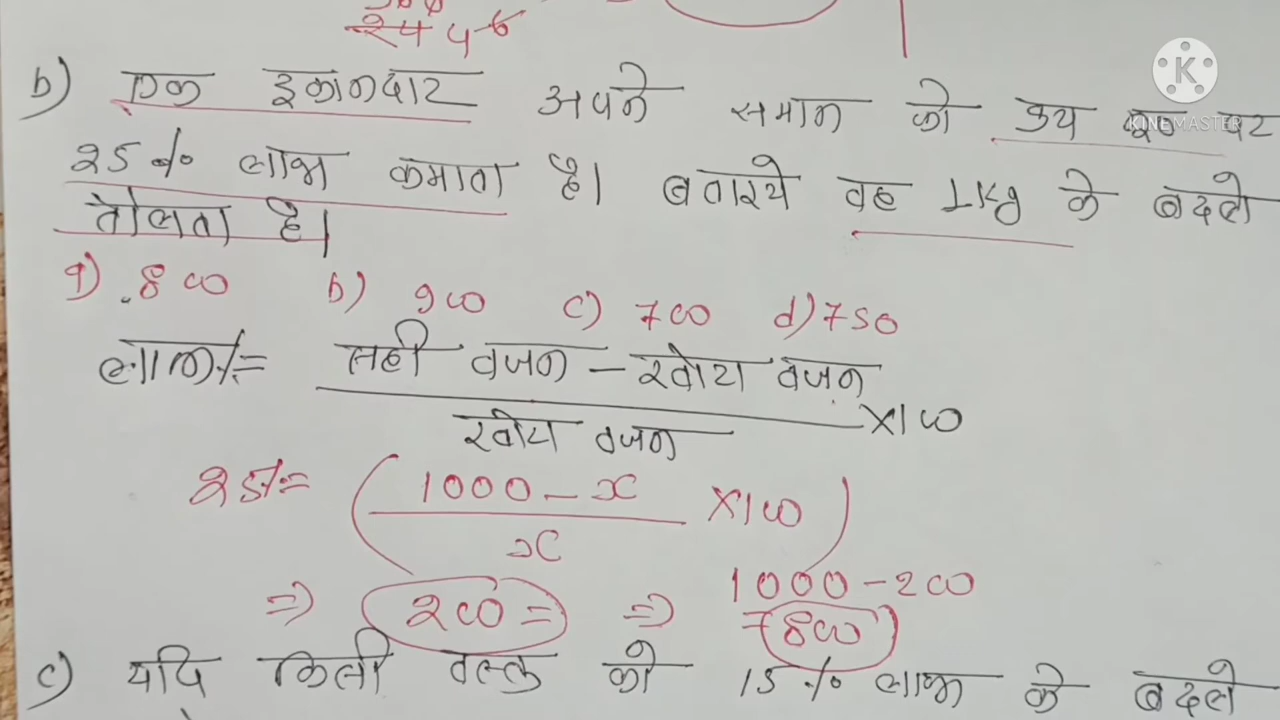 b) एक दुकानदार अपने समान को क्रय मूल्य पर
25% लाभ कमाता है। बताइये वह 1Kg के बदले
तोलता है।
a) 800 b) 900 c) 700 d) 750
लाभ% = सही वजन - खोटा वजन
खोटा वजन ×100
25% = (1000 - x
x ×100)
⇒ 200 = ⇒ 1000 - 200
= 800
c) यदि किसी वस्तु को 15% लाभ के बदले
K
KINEMASTER